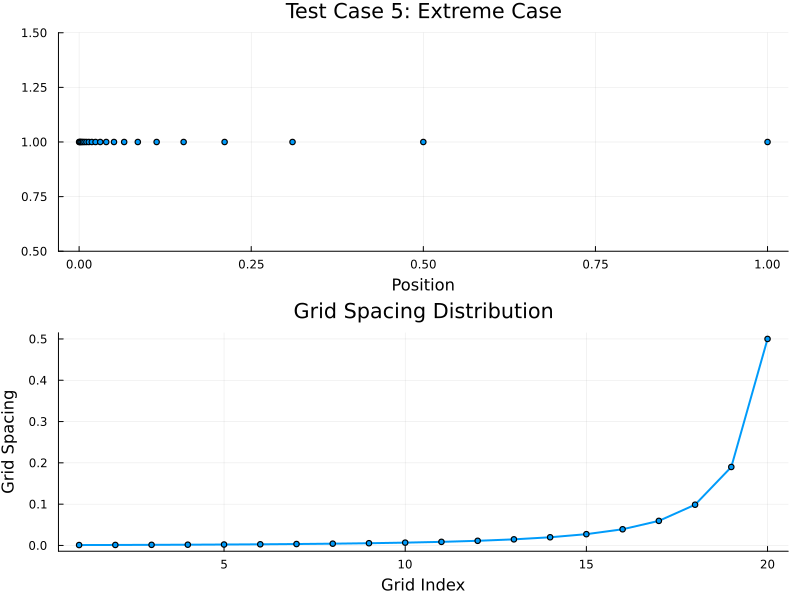 Test Case 5: Extreme Case
1.50
1.25
1.00
0.75
0.50
0.00 0.25 0.50 0.75 1.00
Position
Grid Spacing Distribution
Grid Spacing
0.5
0.4
0.3
0.2
0.1
0.0
5 10 15 20
Grid Index